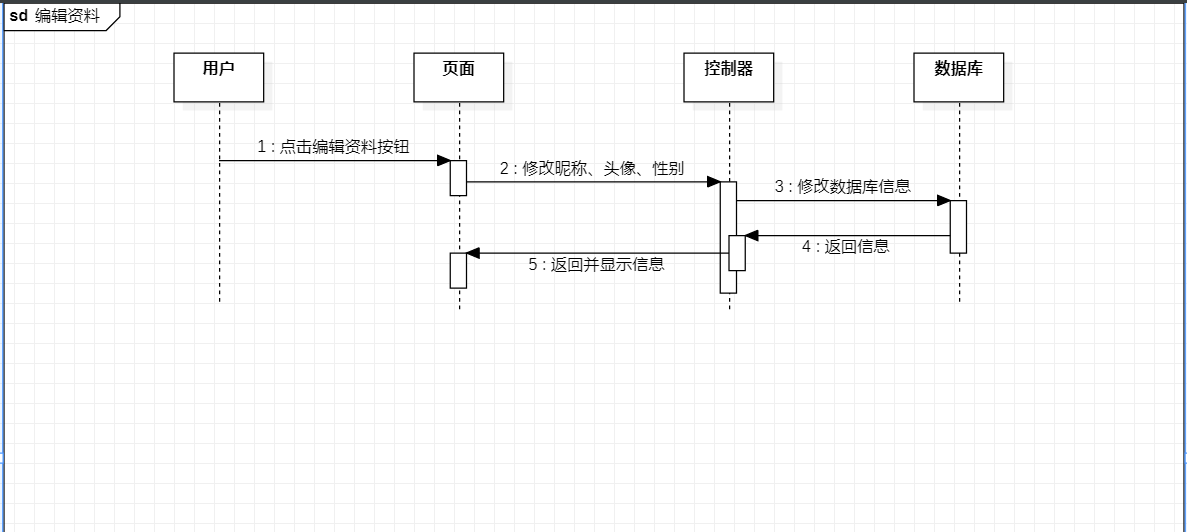 sd 编辑资料
用户
页面
控制器
数据库
1 : 点击编辑资料按钮
2 : 修改昵称、头像、性别
3 : 修改数据库信息
4 : 返回信息
5 : 返回并显示信息